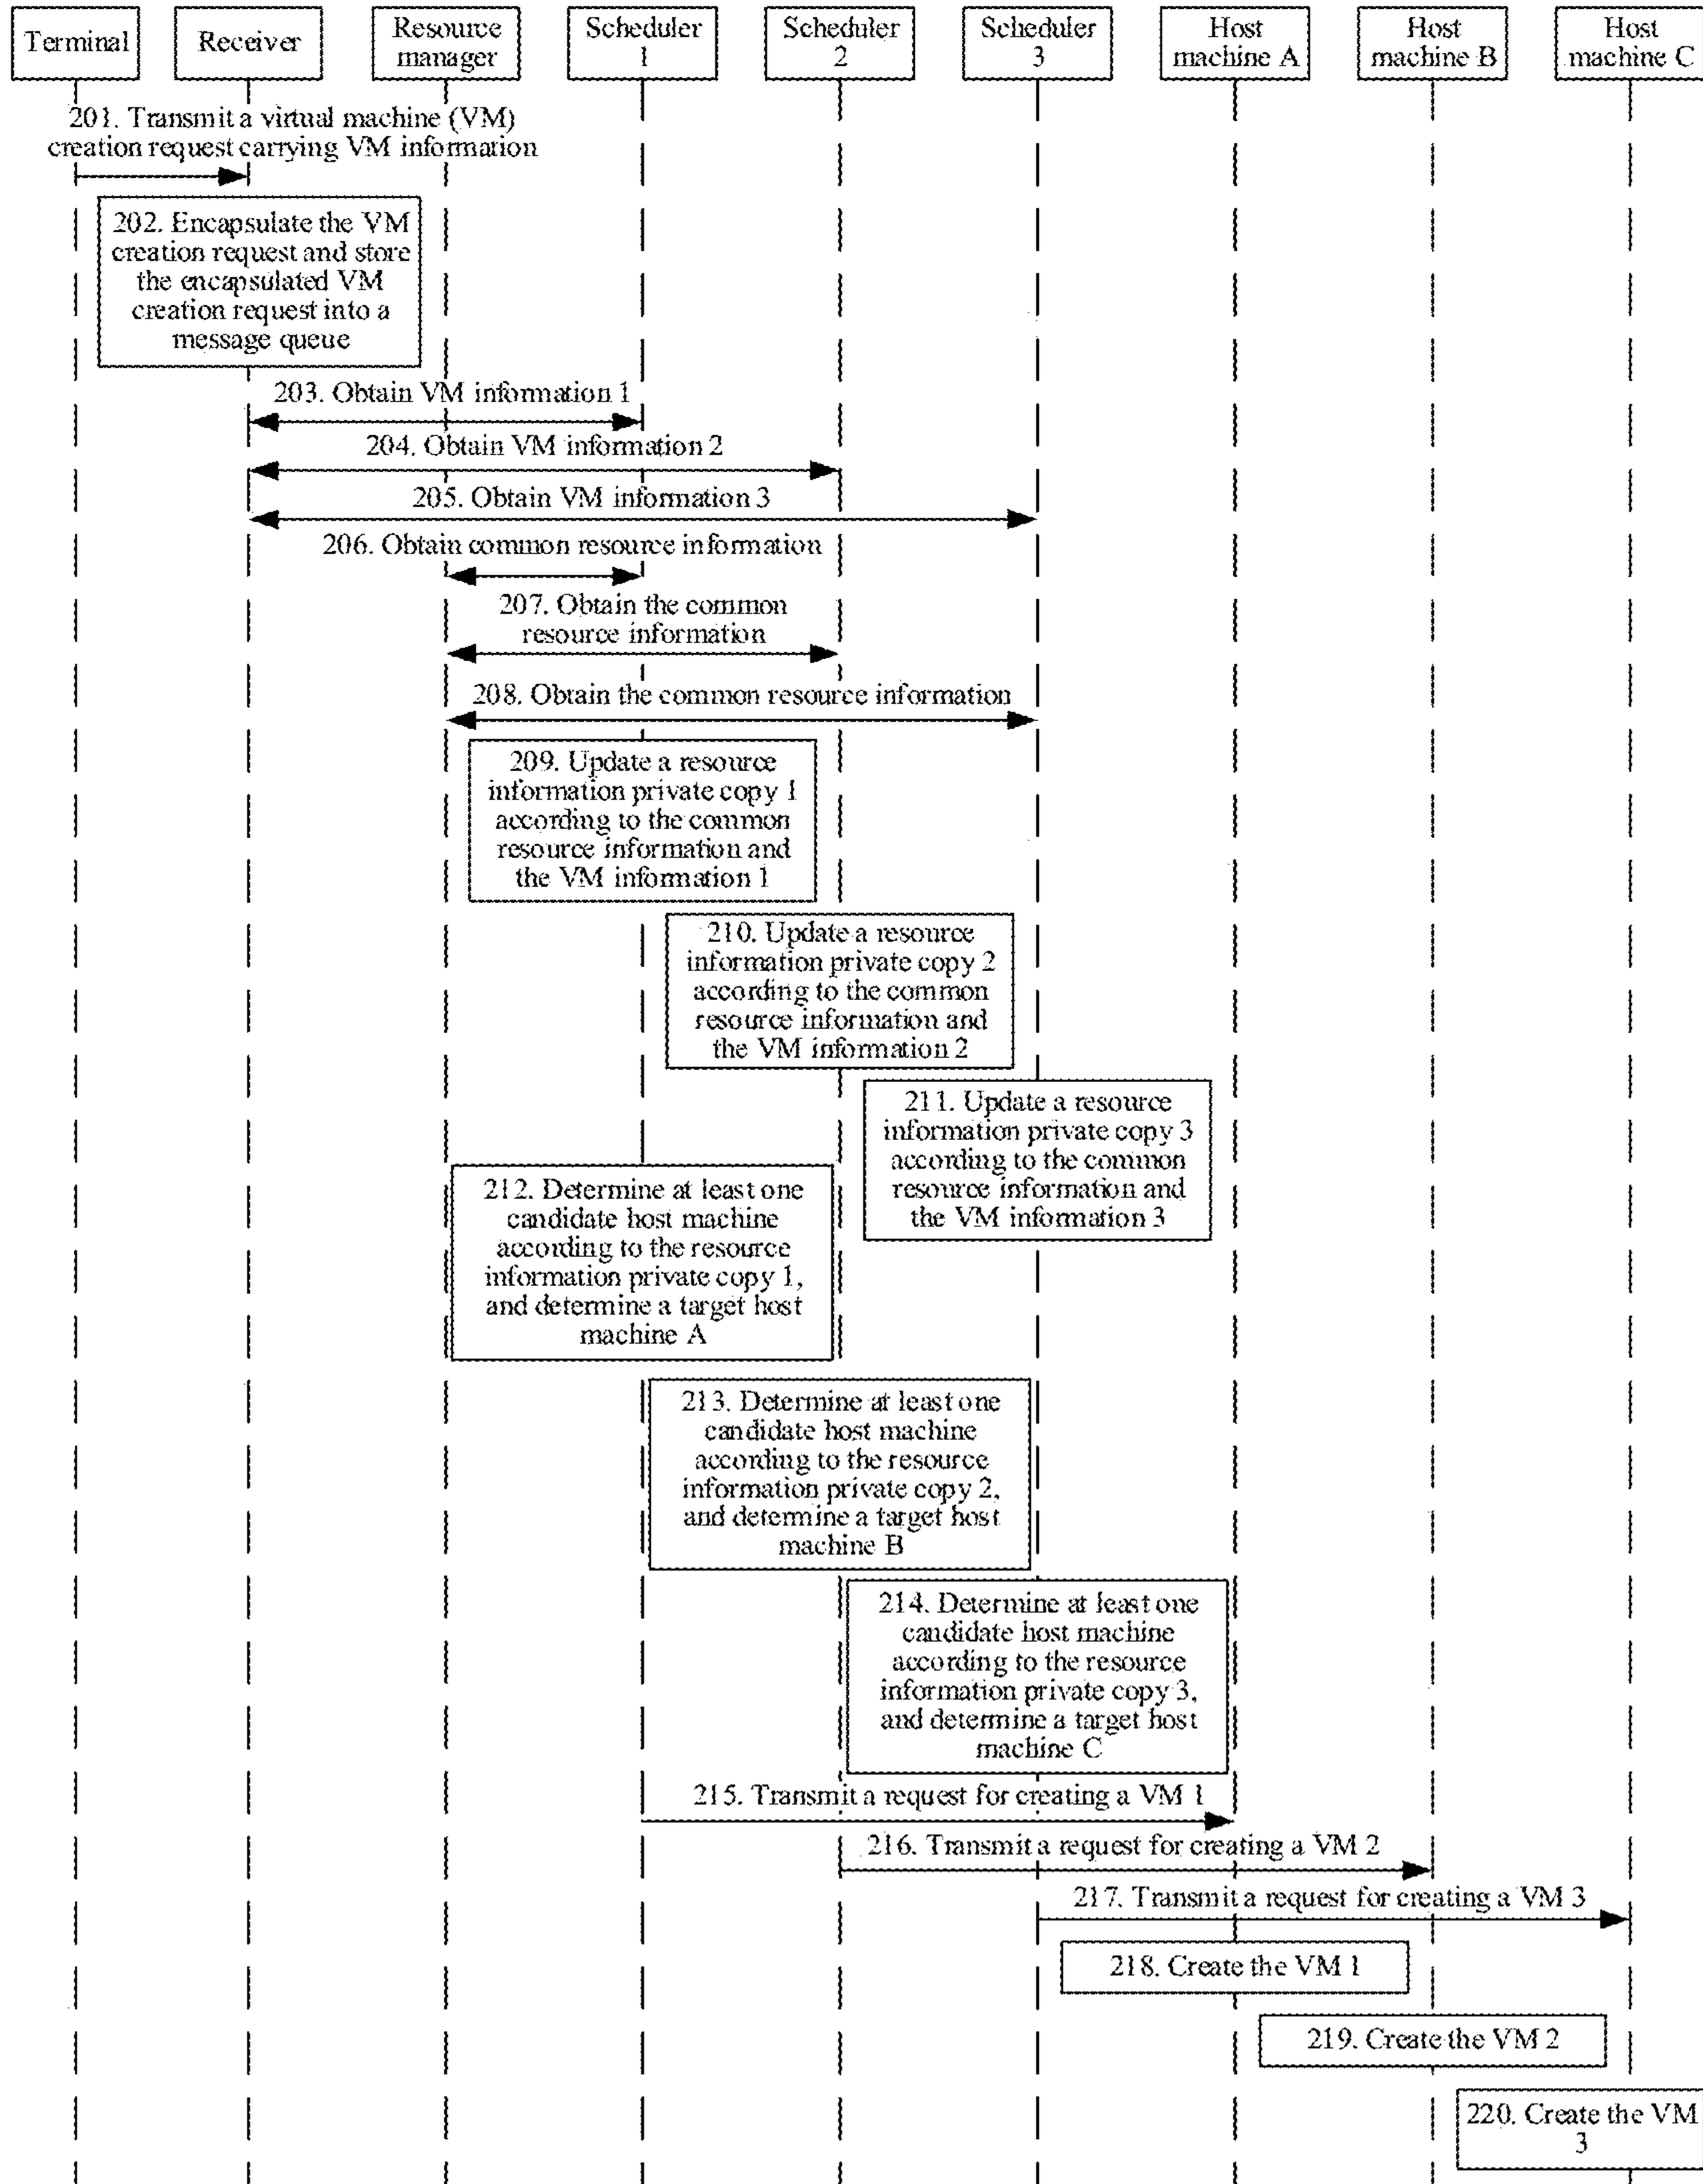 Terminal
Receiver
Resource
manager
Scheduler
1
Scheduler
2
Scheduler
3
Host
machine A
Host
machine B
Host
machine C
201. Transmit a virtual machine (VM)
creation request carrying VM information
202. Encapsulate the VM
creation request and store
the encapsulated VM
creation request into a
message queue
203. Obtain VM information 1
204. Obtain VM information 2
205. Obtain VM information 3
206. Obtain common resource information
207. Obtain the common
resource information
208. Obtain the common resource information
209. Update a resource
information private copy 1
according to the common
resource information and
the VM information 1
210. Update a resource
information private copy 2
according to the common
resource information and
the VM information 2
211. Update a resource
information private copy 3
according to the common
resource information and
the VM information 3
212. Determine at least one
candidate host machine
according to the resource
information private copy 1,
and determine a target host
machine A
213. Determine at least one
candidate host machine
according to the resource
information private copy 2,
and determine a target host
machine B
214. Determine at least one
candidate host machine
according to the resource
information private copy 3,
and determine a target host
machine C
215. Transmit a request for creating a VM 1
216. Transmit a request for creating a VM 2
217. Transmit a request for creating a VM 3
218. Create the VM 1
219. Create the VM 2
220. Create the VM
3